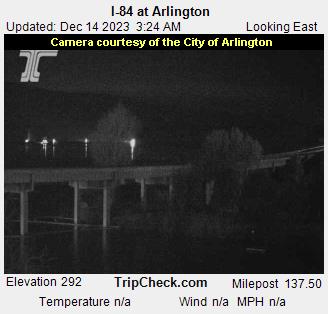 I-84 at Arlington
Updated: Dec 14 2023 3:24 AM Looking East
Camera courtesy of the City of Arlington
Elevation 292 TripCheck.com Milepost 137.50
Temperature n/a Wind n/a MPH n/a